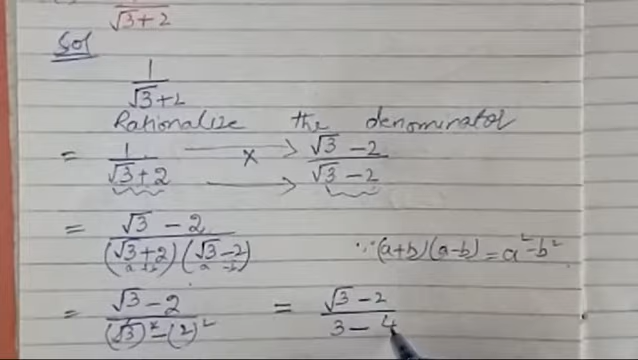 √3+2
Sol
1/(√3+2)
Rationalize the denominator
= 1/(√3+2) × (√3-2)/(√3-2)
= (√3-2)/((√3+2)(√3-2)) ∵ (a+b)(a-b) = a²-b²
= (√3-2)/((√3)²-(2)²) = (√3-2)/(3-4)